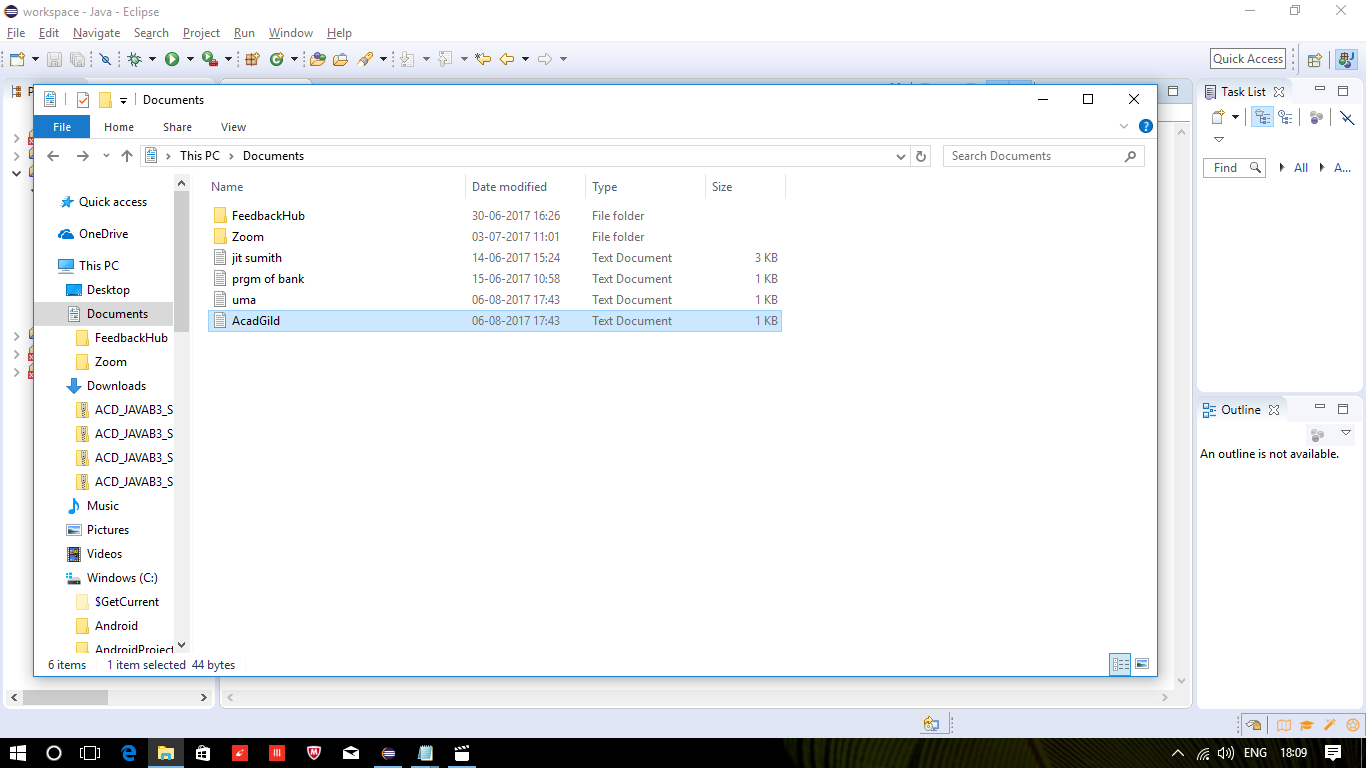 workspace - Java - Eclipse
File Edit Navigate Search Project Run Window Help
Quick Access
Documents
File Home Share View
This PC Documents
Search Documents
Name Date modified Type Size
FeedbackHub 30-06-2017 16:26 File folder
Zoom 03-07-2017 11:01 File folder
jit sumith 14-06-2017 15:24 Text Document 3 KB
prgm of bank 15-06-2017 10:58 Text Document 1 KB
uma 06-08-2017 17:43 Text Document 1 KB
AcadGild 06-08-2017 17:43 Text Document 1 KB
Quick access
OneDrive
This PC
Desktop
Documents
FeedbackHub
Zoom
Downloads
ACD_JAVAB3_S
ACD_JAVAB3_S
ACD_JAVAB3_S
ACD_JAVAB3_S
Music
Pictures
Videos
Windows (C:)
$GetCurrent
Android
AndroidProject
6 items 1 item selected 44 bytes
Task List
Find All A...
Outline
An outline is not available.
ENG 18:09